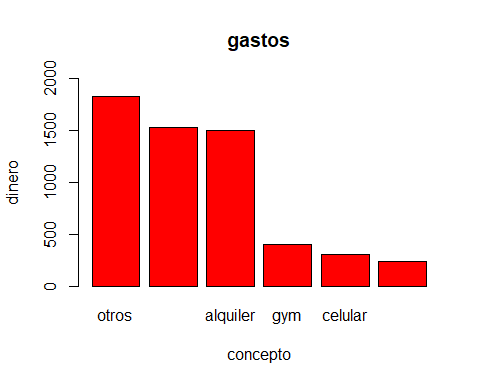 gastos
dinero
2000
1500
1000
500
0
otros alquiler gym celular
concepto